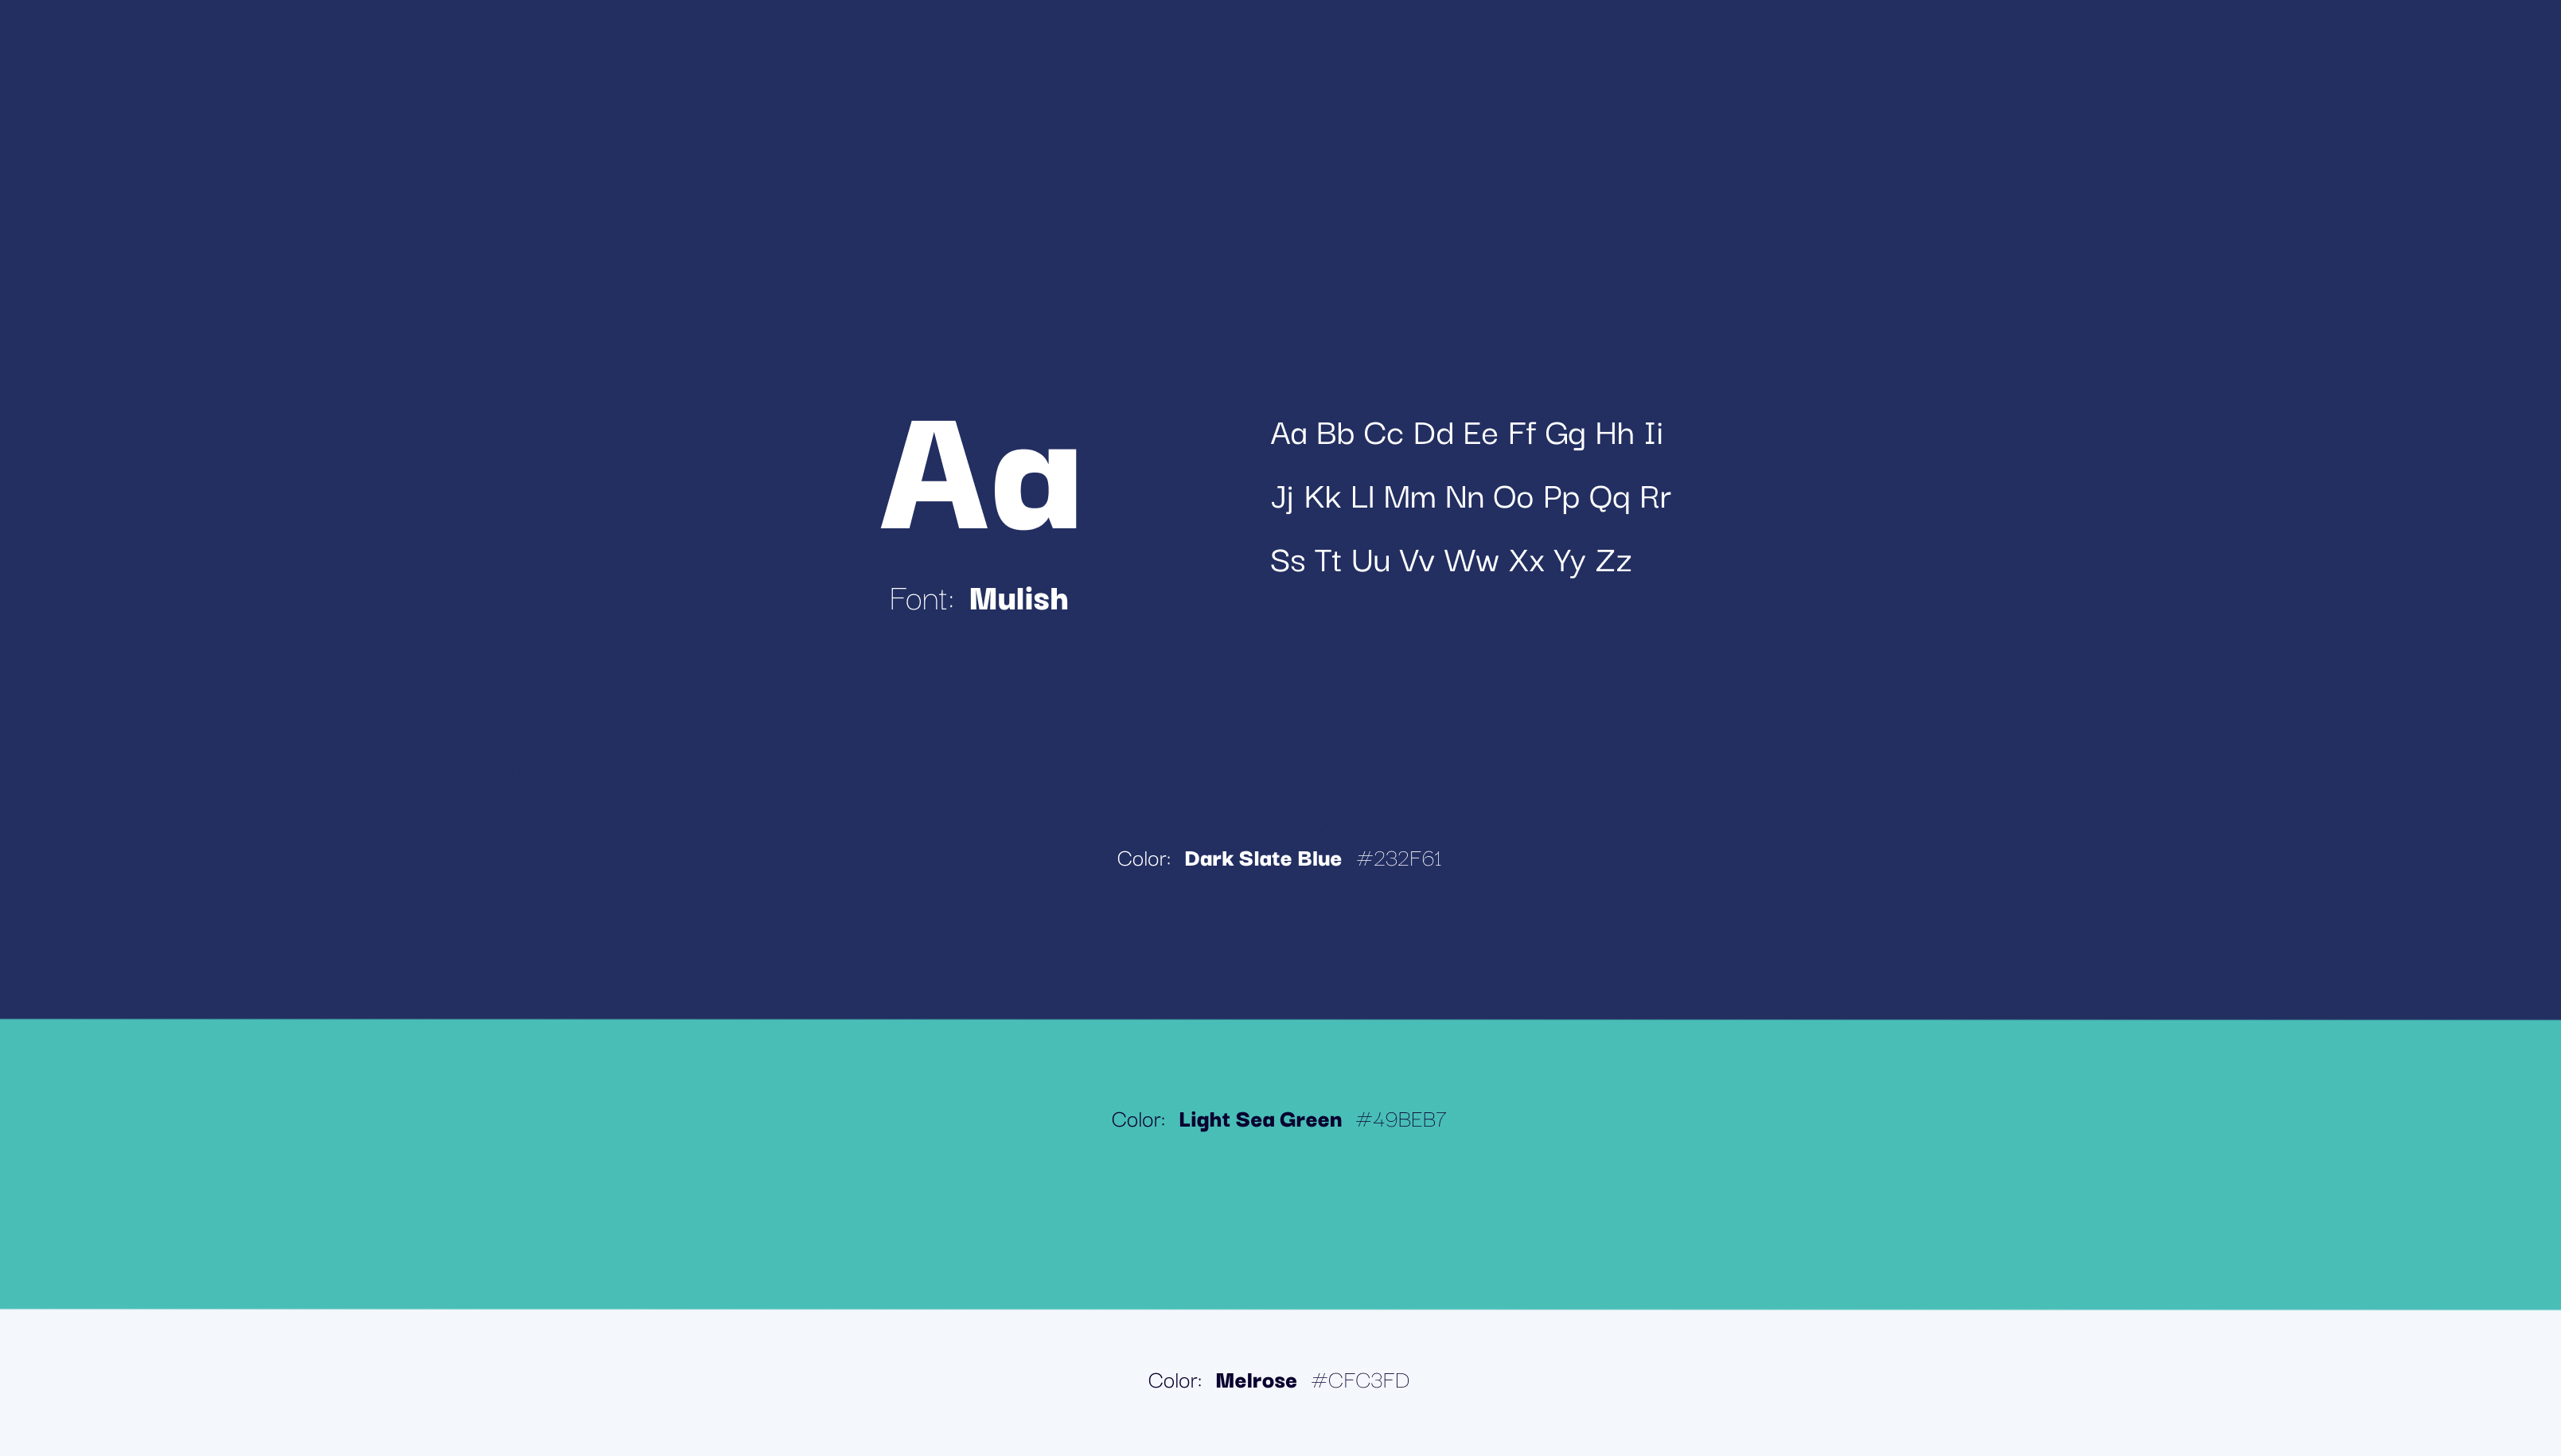 Aa
Font: Mulish
Aa Bb Cc Dd Ee Ff Gg Hh Ii
Jj Kk Ll Mm Nn Oo Pp Qq Rr
Ss Tt Uu Vv Ww Xx Yy Zz
Color: Dark Slate Blue #232F61
Color: Light Sea Green #49BEB7
Color: Melrose #CFC3FD